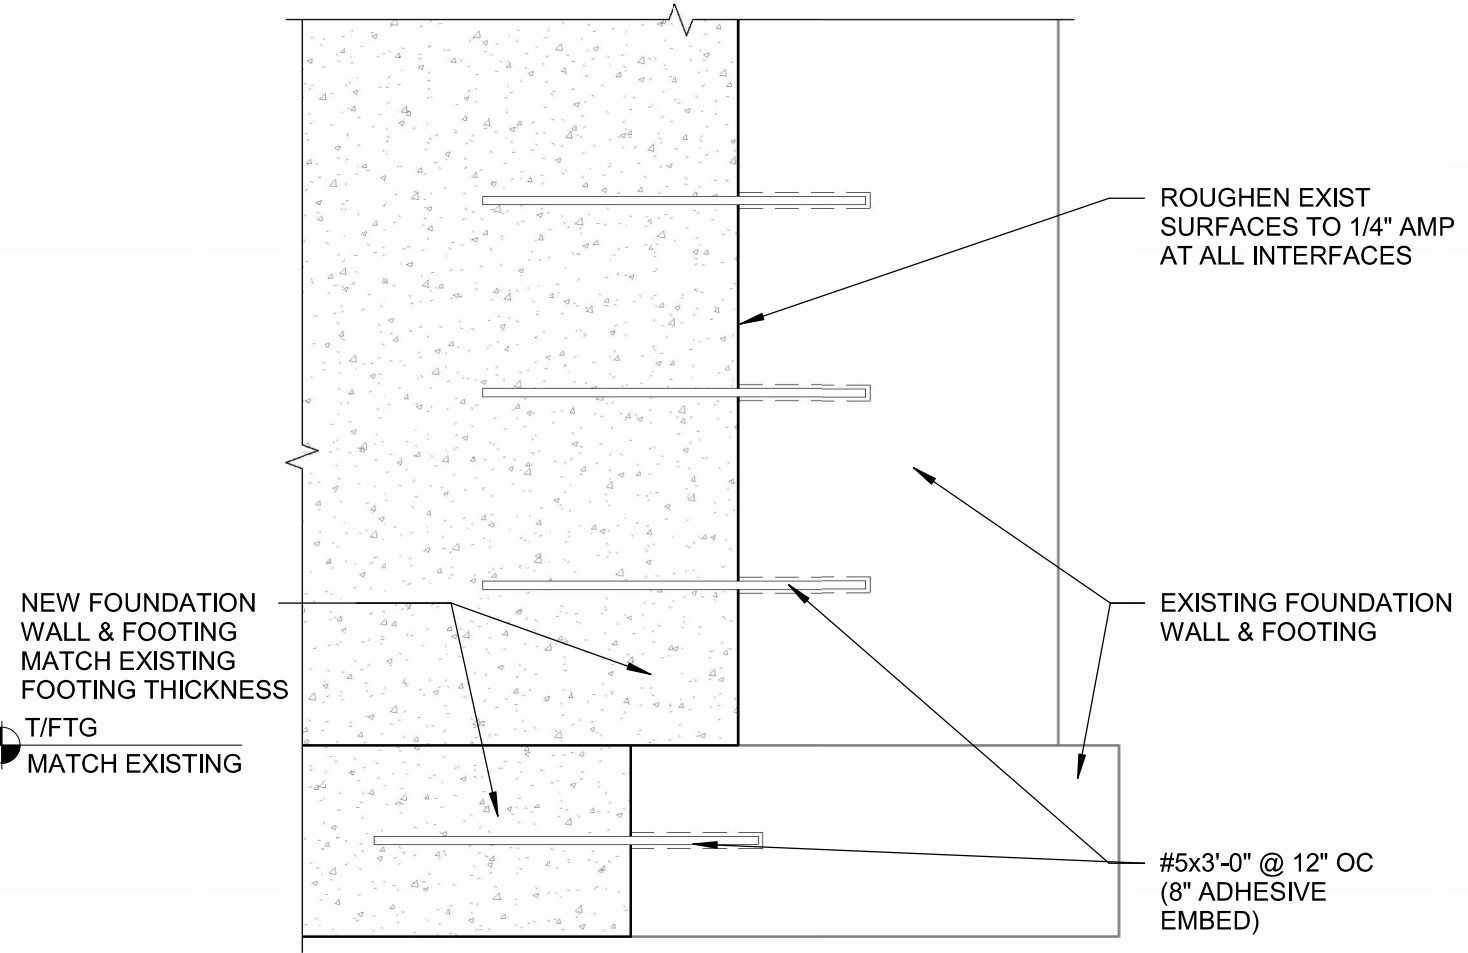 ROUGHEN EXIST
SURFACES TO 1/4" AMP
AT ALL INTERFACES
NEW FOUNDATION
WALL & FOOTING
MATCH EXISTING
FOOTING THICKNESS
T/FTG
MATCH EXISTING
EXISTING FOUNDATION
WALL & FOOTING
#5x3'-0" @ 12" OC
(8" ADHESIVE
EMBED)